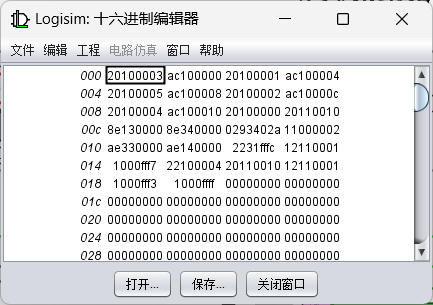 Logisim: 十六进制编辑器
文件 编辑 工程 电路仿真 窗口 帮助
000 20100003 ac100000 20100001 ac100004
004 20100005 ac100008 20100002 ac10000c
008 20100004 ac100010 20100000 20110010
00c 8e130000 8e340000 0293402a 11000002
010 ae330000 ae140000 2231fffc 12110001
014 1000fff7 22100004 20110010 12110001
018 1000fff3 1000ffff 00000000 00000000
01c 00000000 00000000 00000000 00000000
020 00000000 00000000 00000000 00000000
024 00000000 00000000 00000000 00000000
028 00000000 00000000 00000000 00000000
打开... 保存... 关闭窗口